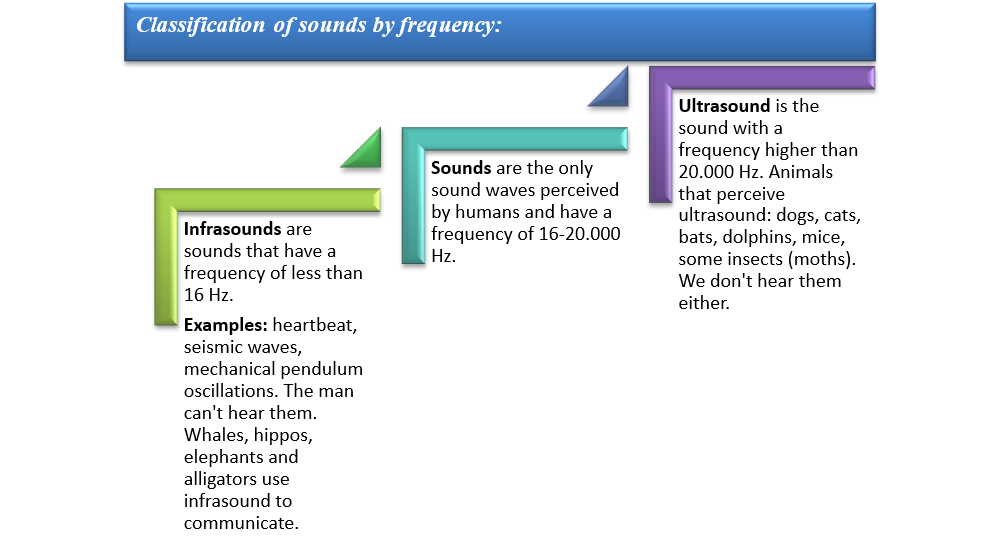 Classification of sounds by frequency:
Infrasounds are
sounds that have a
frequency of less than
16 Hz.
Examples: heartbeat,
seismic waves,
mechanical pendulum
oscillations. The man
can't hear them.
Whales, hippos,
elephants and
alligators use
infrasound to
communicate.
Sounds are the only
sound waves perceived
by humans and have a
frequency of 16-20.000
Hz.
Ultrasound is the
sound with a
frequency higher than
20.000 Hz. Animals
that perceive
ultrasound: dogs, cats,
bats, dolphins, mice,
some insects (moths).
We don't hear them
either.